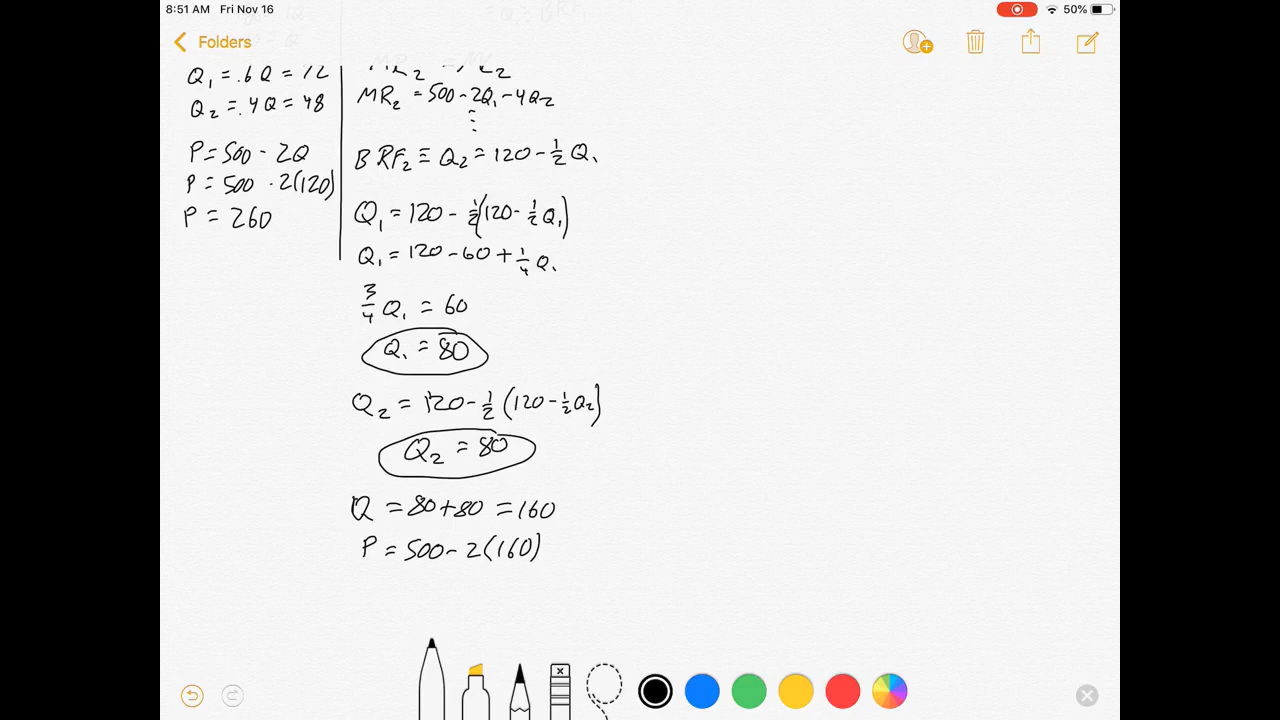 8:51 AM Fri Nov 16
50%
Folders
Q₁ = .6Q = 72
Q₂ = .4Q = 48
P = 500 - 2Q
P = 500 - 2(120)
P = 260
MR₂ = 500 - 2Q₁ - 4Q₂
⋮
BRF₂ ≡ Q₂ = 120 - ½Q₁
Q₁ = 120 - ½(120 - ½Q₁)
Q₁ = 120 - 60 + ¼Q₁
¾Q₁ = 60
Q₁ = 80
Q₂ = 120 - ½(120 - ½Q₂)
Q₂ = 80
Q = 80+80 = 160
P = 500 - 2(160)